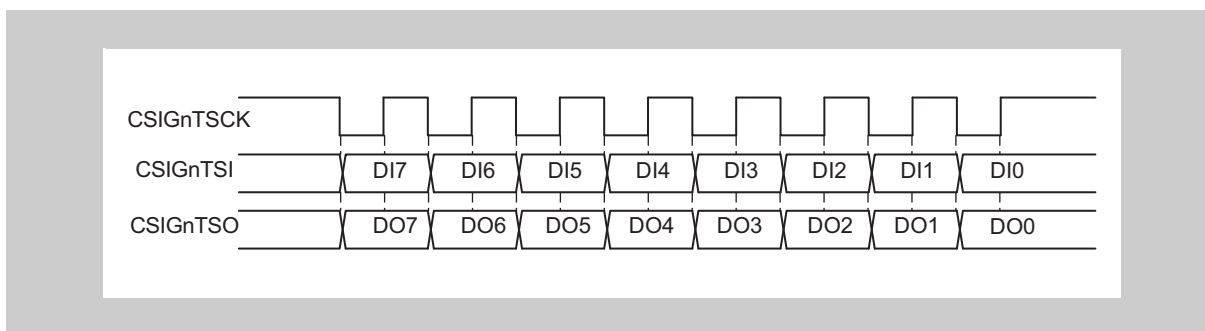 CSIGnTSCK
CSIGnTSI DI7 DI6 DI5 DI4 DI3 DI2 DI1 DI0
CSIGnTSO DO7 DO6 DO5 DO4 DO3 DO2 DO1 DO0